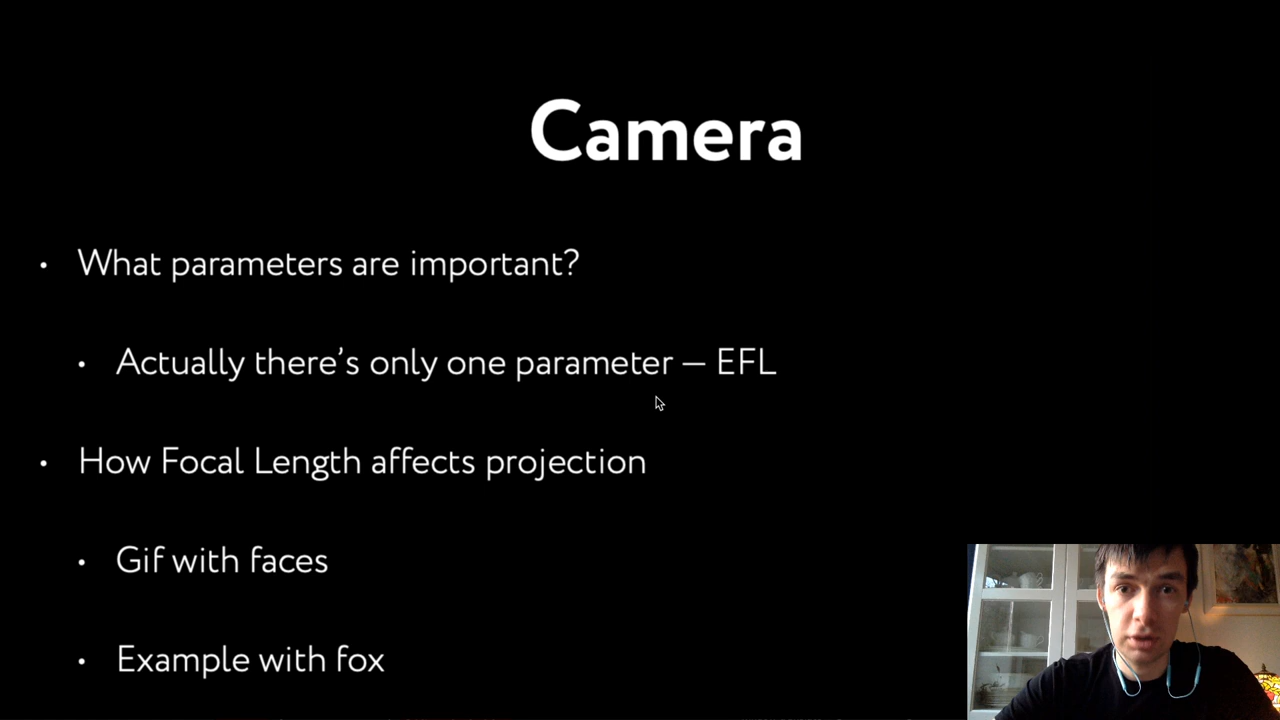 Camera
• What parameters are important?
• Actually there’s only one parameter – EFL
• How Focal Length affects projection
• Gif with faces
• Example with fox